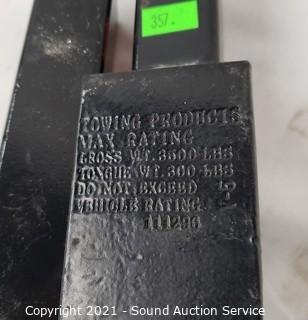 357.
TOWING PRODUCTS
MAX RATING
GROSS WT. 3500 LBS
TONGUE WT. 300 LBS
DO NOT EXCEED
VEHICLE RATING
111296
Copyright 2021 - Sound Auction Service